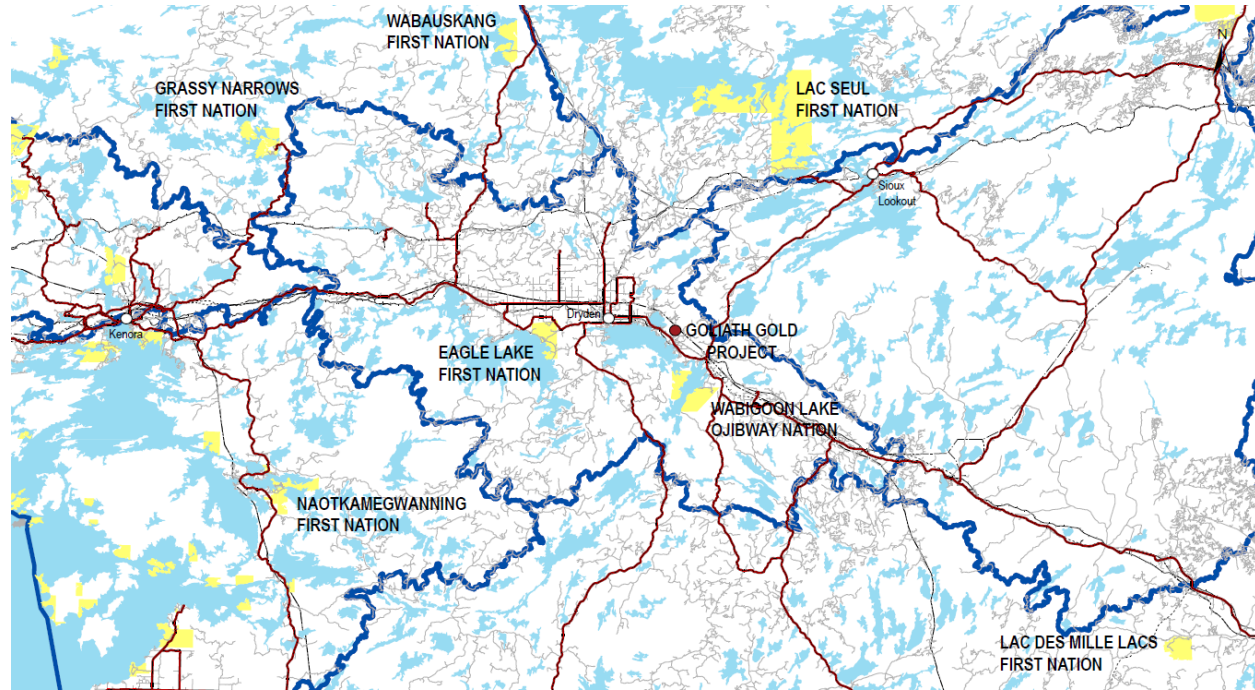 WABAUSKANG
FIRST NATION
GRASSY NARROWS
FIRST NATION
LAC SEUL
FIRST NATION
N
Sioux
Lookout
Dryden
Kenora
GOLIATH GOLD
PROJECT
EAGLE LAKE
FIRST NATION
WABIGOON LAKE
OJIBWAY NATION
NAOTKAMEGWANNING
FIRST NATION
LAC DES MILLE LACS
FIRST NATION